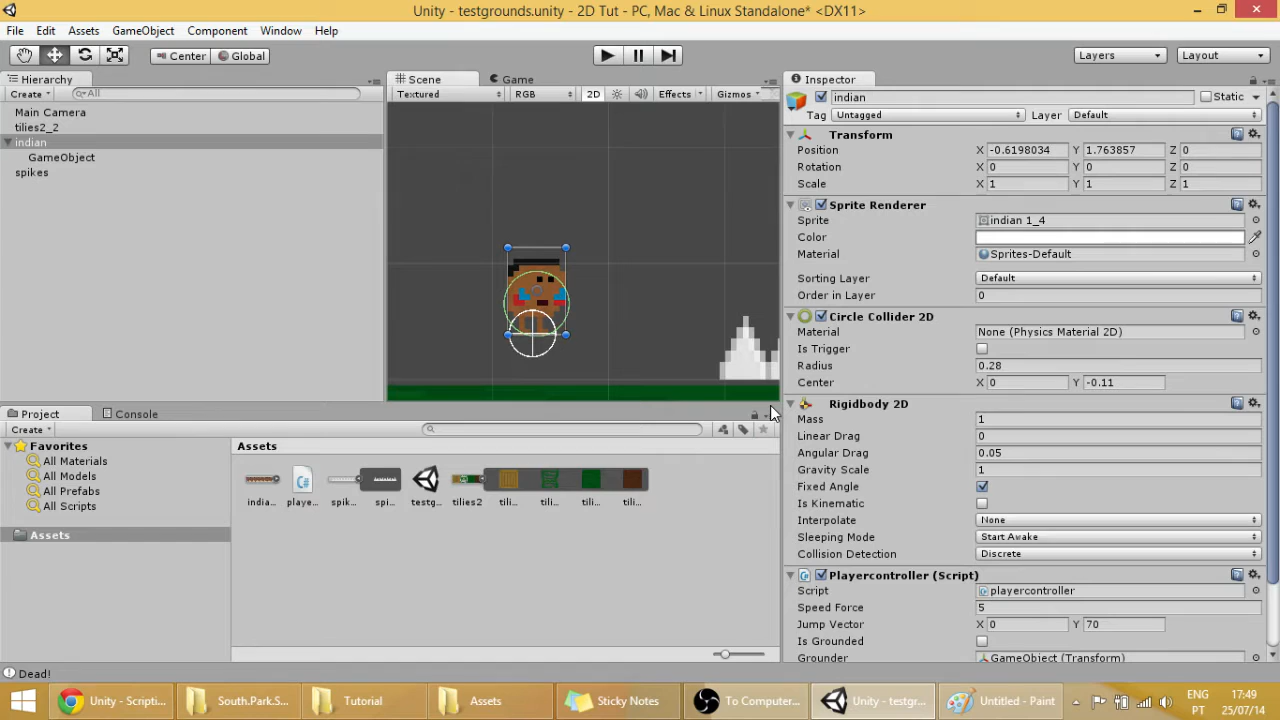 Unity - testgrounds.unity - 2D Tut - PC, Mac & Linux Standalone* <DX11>
File Edit Assets GameObject Component Window Help
Center Global Layers Layout
Hierarchy
Create All
Main Camera
tilies2_2
indian
GameObject
spikes
Scene Game
Textured RGB 2D Effects Gizmos
Inspector
indian Static
Tag Untagged Layer Default
Transform
Position X -0.6198034 Y 1.763857 Z 0
Rotation X 0 Y 0 Z 0
Scale X 1 Y 1 Z 1
Sprite Renderer
Sprite indian 1_4
Color
Material Sprites-Default
Sorting Layer Default
Order in Layer 0
Circle Collider 2D
Material None (Physics Material 2D)
Is Trigger
Radius 0.28
Center X 0 Y -0.11
Rigidbody 2D
Mass 1
Linear Drag 0
Angular Drag 0.05
Gravity Scale 1
Fixed Angle
Is Kinematic
Interpolate None
Sleeping Mode Start Awake
Collision Detection Discrete
Playercontroller (Script)
Script playercontroller
Speed Force 5
Jump Vector X 0 Y 70
Is Grounded
Grounder GameObject (Transform)
Project Console
Create
Favorites
All Materials
All Models
All Prefabs
All Scripts
Assets
Assets
india... playe... spik... spi... testg... tilies2 tili... tili... tili... tili...
C#
Dead!
Unity - Scripti... South.Park.S... Tutorial Assets Sticky Notes To Computer... Unity - testgr... Untitled - Paint
ENG 17:49
PT 25/07/14